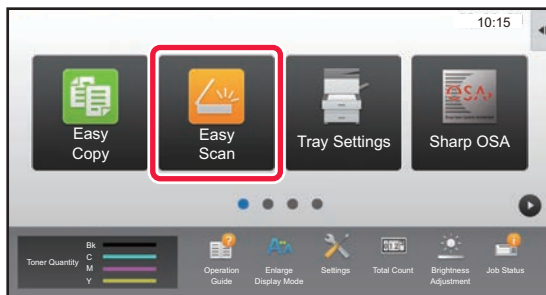 10:15
Easy
Copy
Easy
Scan
Tray Settings
Sharp OSA
Toner Quantity
Bk
C
M
Y
Operation
Guide
Enlarge
Display Mode
Settings
Total Count
Brightness
Adjustment
Job Status